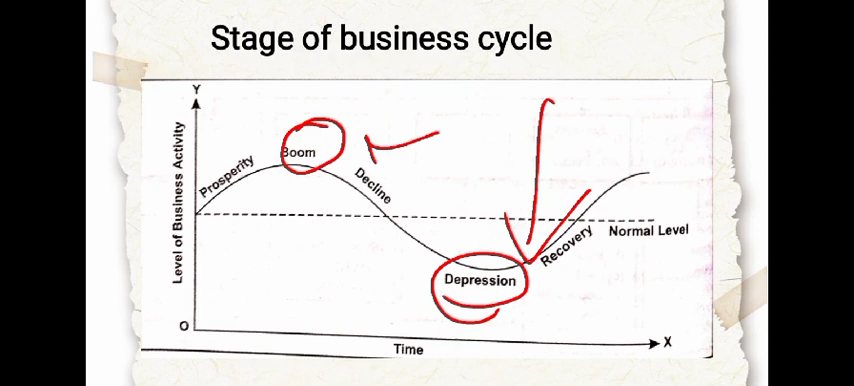 Stage of business cycle
Y
Boom
Prosperity
Decline
Level of Business Activity
Normal Level
Recovery
Depression
O
X
Time